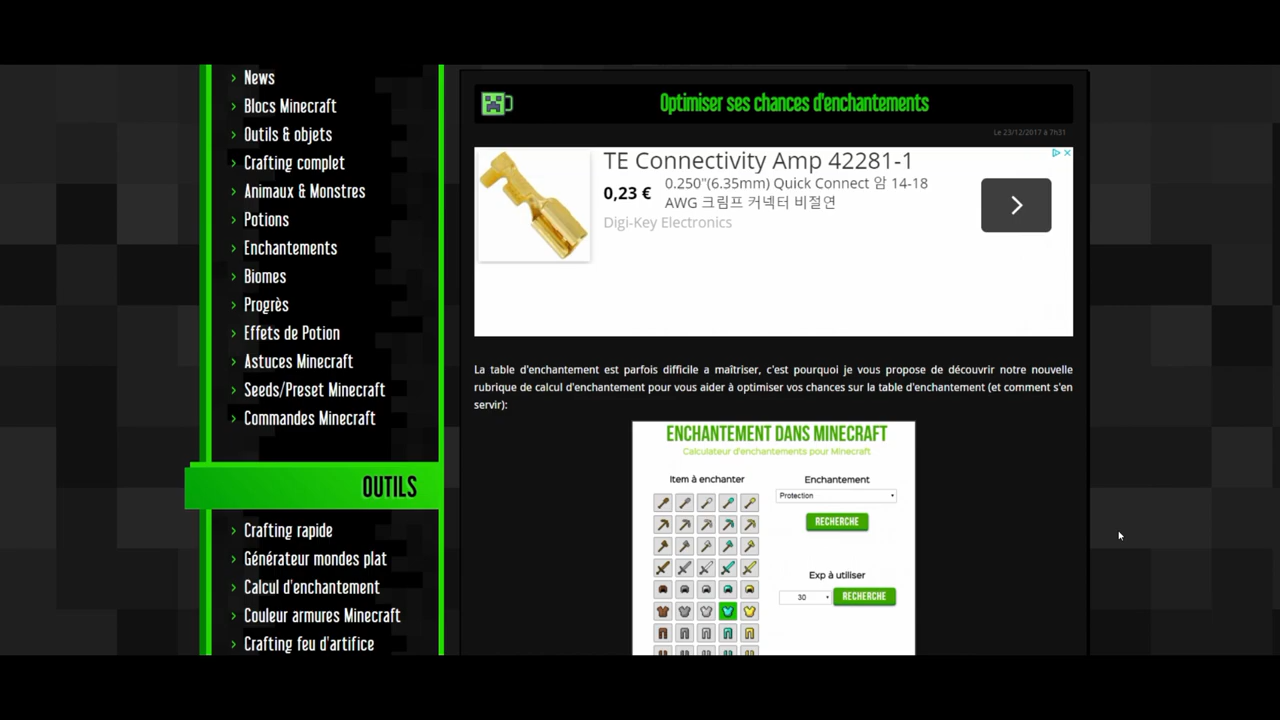 News
Blocs Minecraft
Outils & objets
Crafting complet
Animaux & Monstres
Potions
Enchantements
Biomes
Progrès
Effets de Potion
Astuces Minecraft
Seeds/Preset Minecraft
Commandes Minecraft
OUTILS
Crafting rapide
Générateur mondes plat
Calcul d'enchantement
Couleur armures Minecraft
Crafting feu d'artifice
Optimiser ses chances d'enchantements
Le 23/12/2017 à 7h31
TE Connectivity Amp 42281-1
0,23 €
0.250"(6.35mm) Quick Connect 암 14-18
AWG 크림프 커넥터 비절연
Digi-Key Electronics
La table d'enchantement est parfois difficile a maîtriser, c'est pourquoi je vous propose de découvrir notre nouvelle
rubrique de calcul d'enchantement pour vous aider à optimiser vos chances sur la table d'enchantement (et comment s'en
servir):
ENCHANTEMENT DANS MINECRAFT
Calculateur d'enchantements pour Minecraft
Item à enchanter
Enchantement
Protection
RECHERCHE
Exp à utiliser
30
RECHERCHE